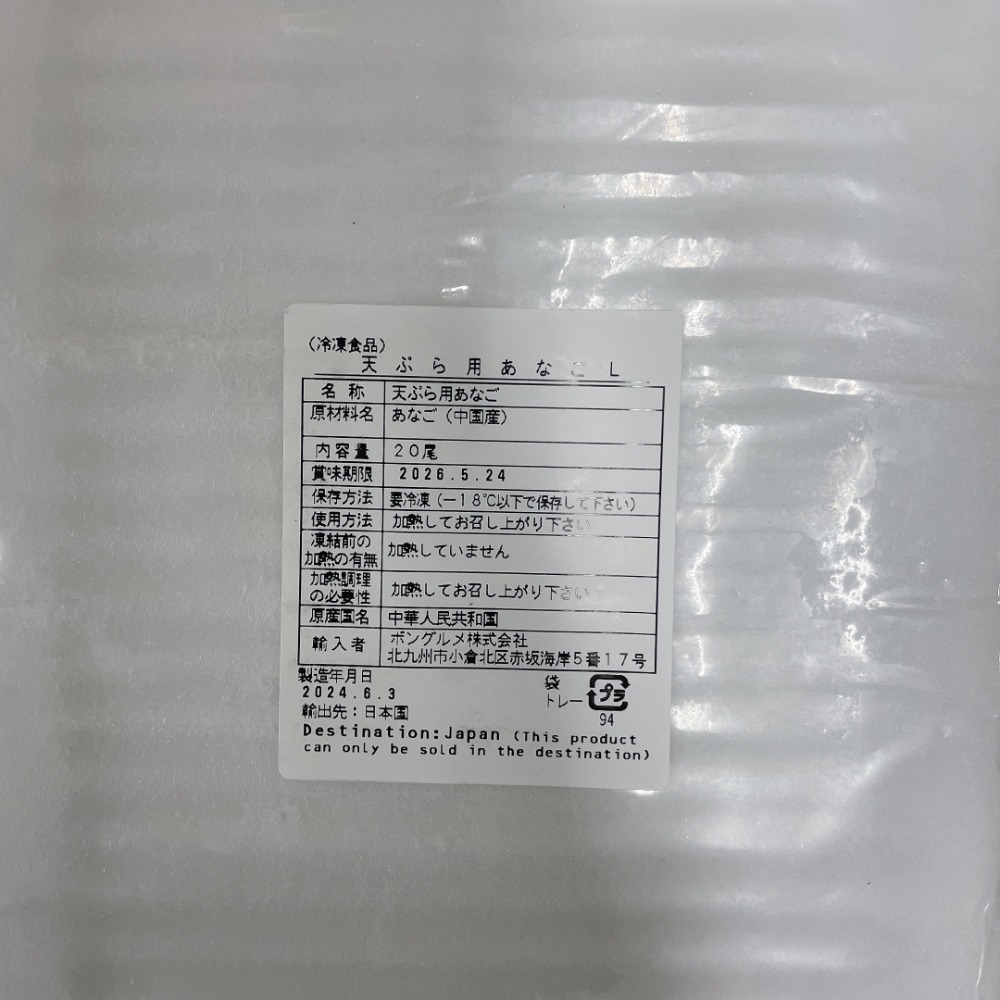 (冷凍食品)
天ぷら用あなごL
名称 天ぷら用あなご
原材料名 あなご(中国産)
内容量 20尾
賞味期限 2026.5.24
保存方法 要冷凍(−18℃以下で保存して下さい)
使用方法 加熱してお召し上がり下さい
凍結前の
加熱の有無 加熱していません
加熱調理
の必要性 加熱してお召し上がり下さい
原産国名 中華人民共和国
輸入者 ボングルメ株式会社
北九州市小倉北区赤坂海岸5番17号
製造年月日
2024.6.3
輸出先:日本国
袋
トレー プラ
94
Destination:Japan (This product
can only be sold in the destination)